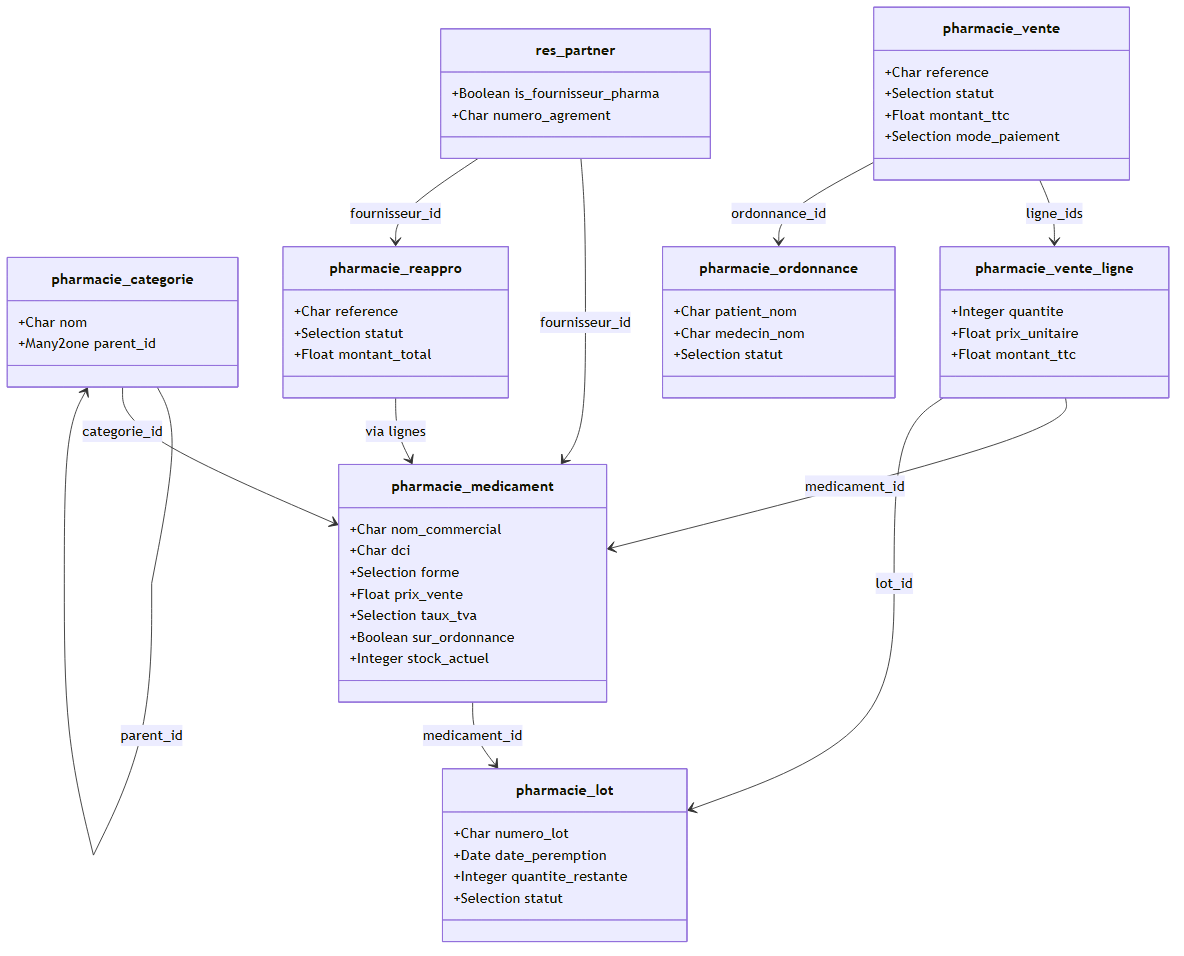 res_partner
+Boolean is_fournisseur_pharma
+Char numero_agrement
pharmacie_vente
+Char reference
+Selection statut
+Float montant_ttc
+Selection mode_paiement
fournisseur_id
ordonnance_id
ligne_ids
pharmacie_categorie
+Char nom
+Many2one parent_id
pharmacie_reappro
+Char reference
+Selection statut
+Float montant_total
fournisseur_id
pharmacie_ordonnance
+Char patient_nom
+Char medecin_nom
+Selection statut
pharmacie_vente_ligne
+Integer quantite
+Float prix_unitaire
+Float montant_ttc
categorie_id
via lignes
medicament_id
pharmacie_medicament
+Char nom_commercial
+Char dci
+Selection forme
+Float prix_vente
+Selection taux_tva
+Boolean sur_ordonnance
+Integer stock_actuel
lot_id
parent_id
medicament_id
pharmacie_lot
+Char numero_lot
+Date date_peremption
+Integer quantite_restante
+Selection statut